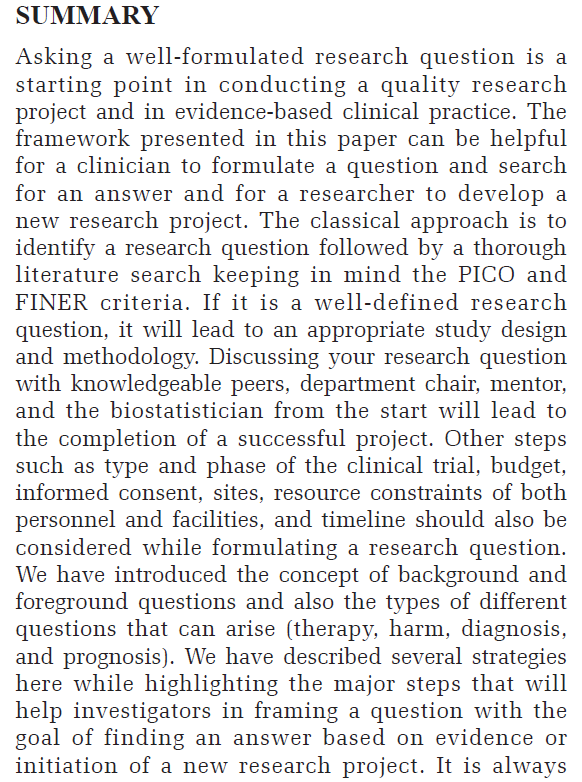 SUMMARY
Asking a well-formulated research question is a
starting point in conducting a quality research
project and in evidence-based clinical practice. The
framework presented in this paper can be helpful
for a clinician to formulate a question and search
for an answer and for a researcher to develop a
new research project. The classical approach is to
identify a research question followed by a thorough
literature search keeping in mind the PICO and
FINER criteria. If it is a well-defined research
question, it will lead to an appropriate study design
and methodology. Discussing your research question
with knowledgeable peers, department chair, mentor,
and the biostatistician from the start will lead to
the completion of a successful project. Other steps
such as type and phase of the clinical trial, budget,
informed consent, sites, resource constraints of both
personnel and facilities, and timeline should also be
considered while formulating a research question.
We have introduced the concept of background and
foreground questions and also the types of different
questions that can arise (therapy, harm, diagnosis,
and prognosis). We have described several strategies
here while highlighting the major steps that will
help investigators in framing a question with the
goal of finding an answer based on evidence or
initiation of a new research project. It is always